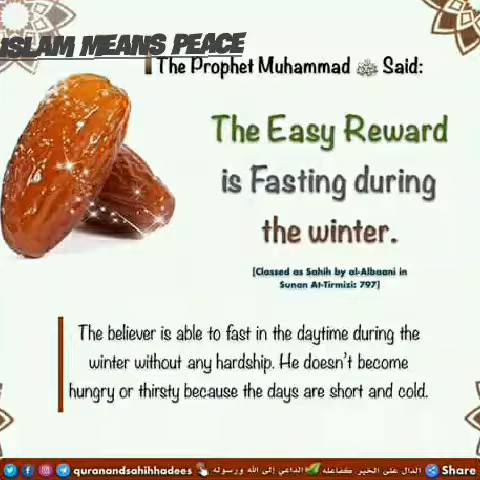 ISLAM MEANS PEACE
The Prophet Muhammad ﷺ Said:
The Easy Reward
is Fasting during
the winter.
[Classed as Sahih by al-Albaani in
Sunan At-Tirmizi: 797]
The believer is able to fast in the daytime during the
winter without any hardship. He doesn't become
hungry or thirsty because the days are short and cold.
quranandsahihhadees الداعي إلى الله ورسوله الدال على الخير كفاعله Share